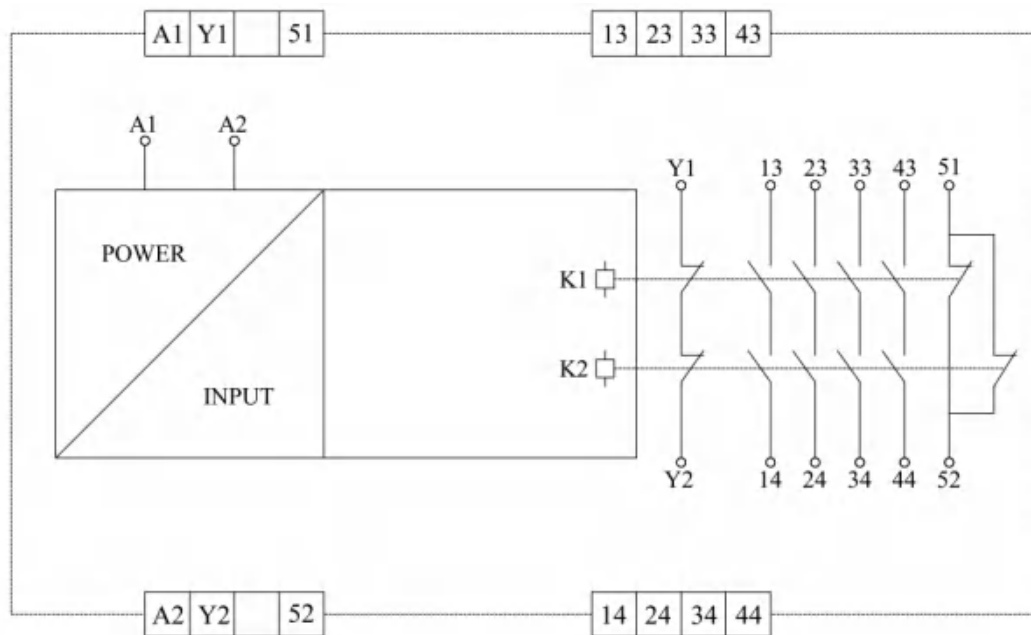 A1 Y1 51 13 23 33 43
A1 A2
Y1 13 23 33 43 51
POWER
K1
K2
INPUT
Y2 14 24 34 44 52
A2 Y2 52 14 24 34 44